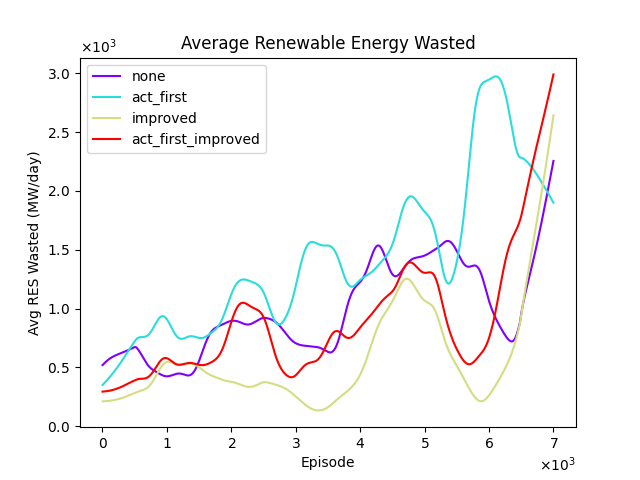 Average Renewable Energy Wasted
×10³
none
act_first
improved
act_first_improved
3.0
2.5
2.0
1.5
1.0
0.5
0.0
Avg RES Wasted (MW/day)
0 1 2 3 4 5 6 7
Episode
×10³